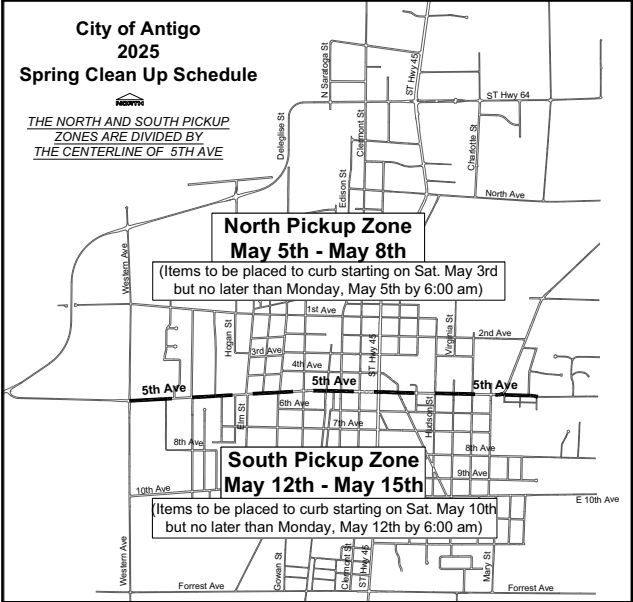 City of Antigo
2025
Spring Clean Up Schedule
NORTH
THE NORTH AND SOUTH PICKUP
ZONES ARE DIVIDED BY
THE CENTERLINE OF 5TH AVE
N Saratoga St
ST Hwy 45
ST Hwy 64
Deleglise St
Clermont St
Charlotte St
Edison St
North Ave
Western Ave
North Pickup Zone
May 5th - May 8th
(Items to be placed to curb starting on Sat. May 3rd
but no later than Monday, May 5th by 6:00 am)
1st Ave
Hogan St
Virginia St
2nd Ave
ST Hwy 45
3rd Ave
4th Ave
5th Ave
5th Ave
5th Ave
6th Ave
Elm St
Hudson St
7th Ave
8th Ave
8th Ave
9th Ave
South Pickup Zone
May 12th - May 15th
(Items to be placed to curb starting on Sat. May 10th
but no later than Monday, May 12th by 6:00 am)
10th Ave
E 10th Ave
Western Ave
Gowan St
Clermont St
ST Hwy 45
Mary St
Forrest Ave
Forrest Ave